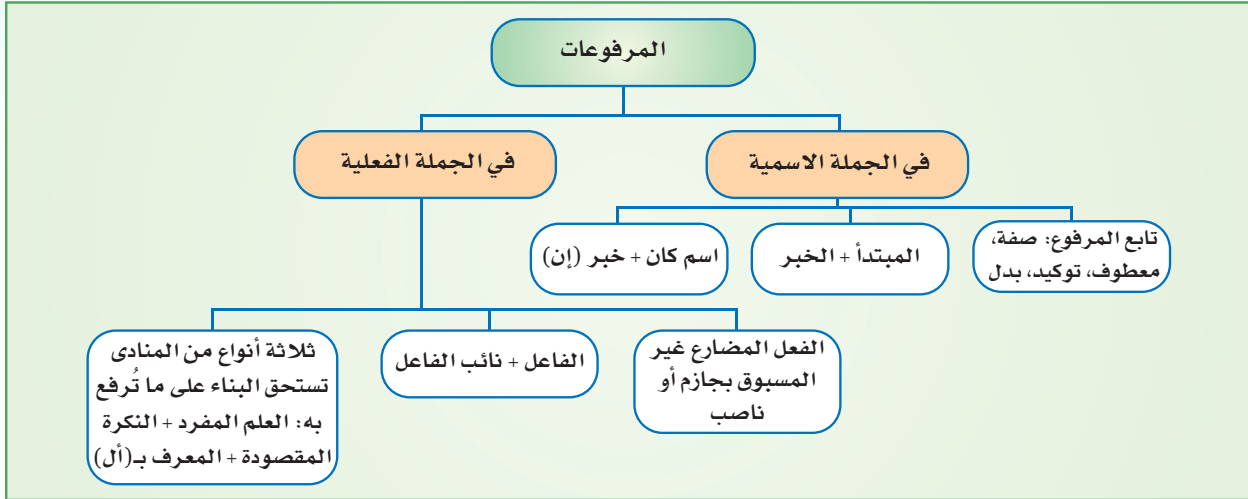 المرفوعات
في الجملة الاسمية
في الجملة الفعلية
تابع المرفوع: صفة،
معطوف، توكيد، بدل
المبتدأ + الخبر
اسم كان + خبر (إن)
الفعل المضارع غير
المسبوق بجازم أو
ناصب
الفاعل + نائب الفاعل
ثلاثة أنواع من المنادى
تستحق البناء على ما تُرفع
به: العلم المفرد + النكرة
المقصودة + المعرف بـ(أل)